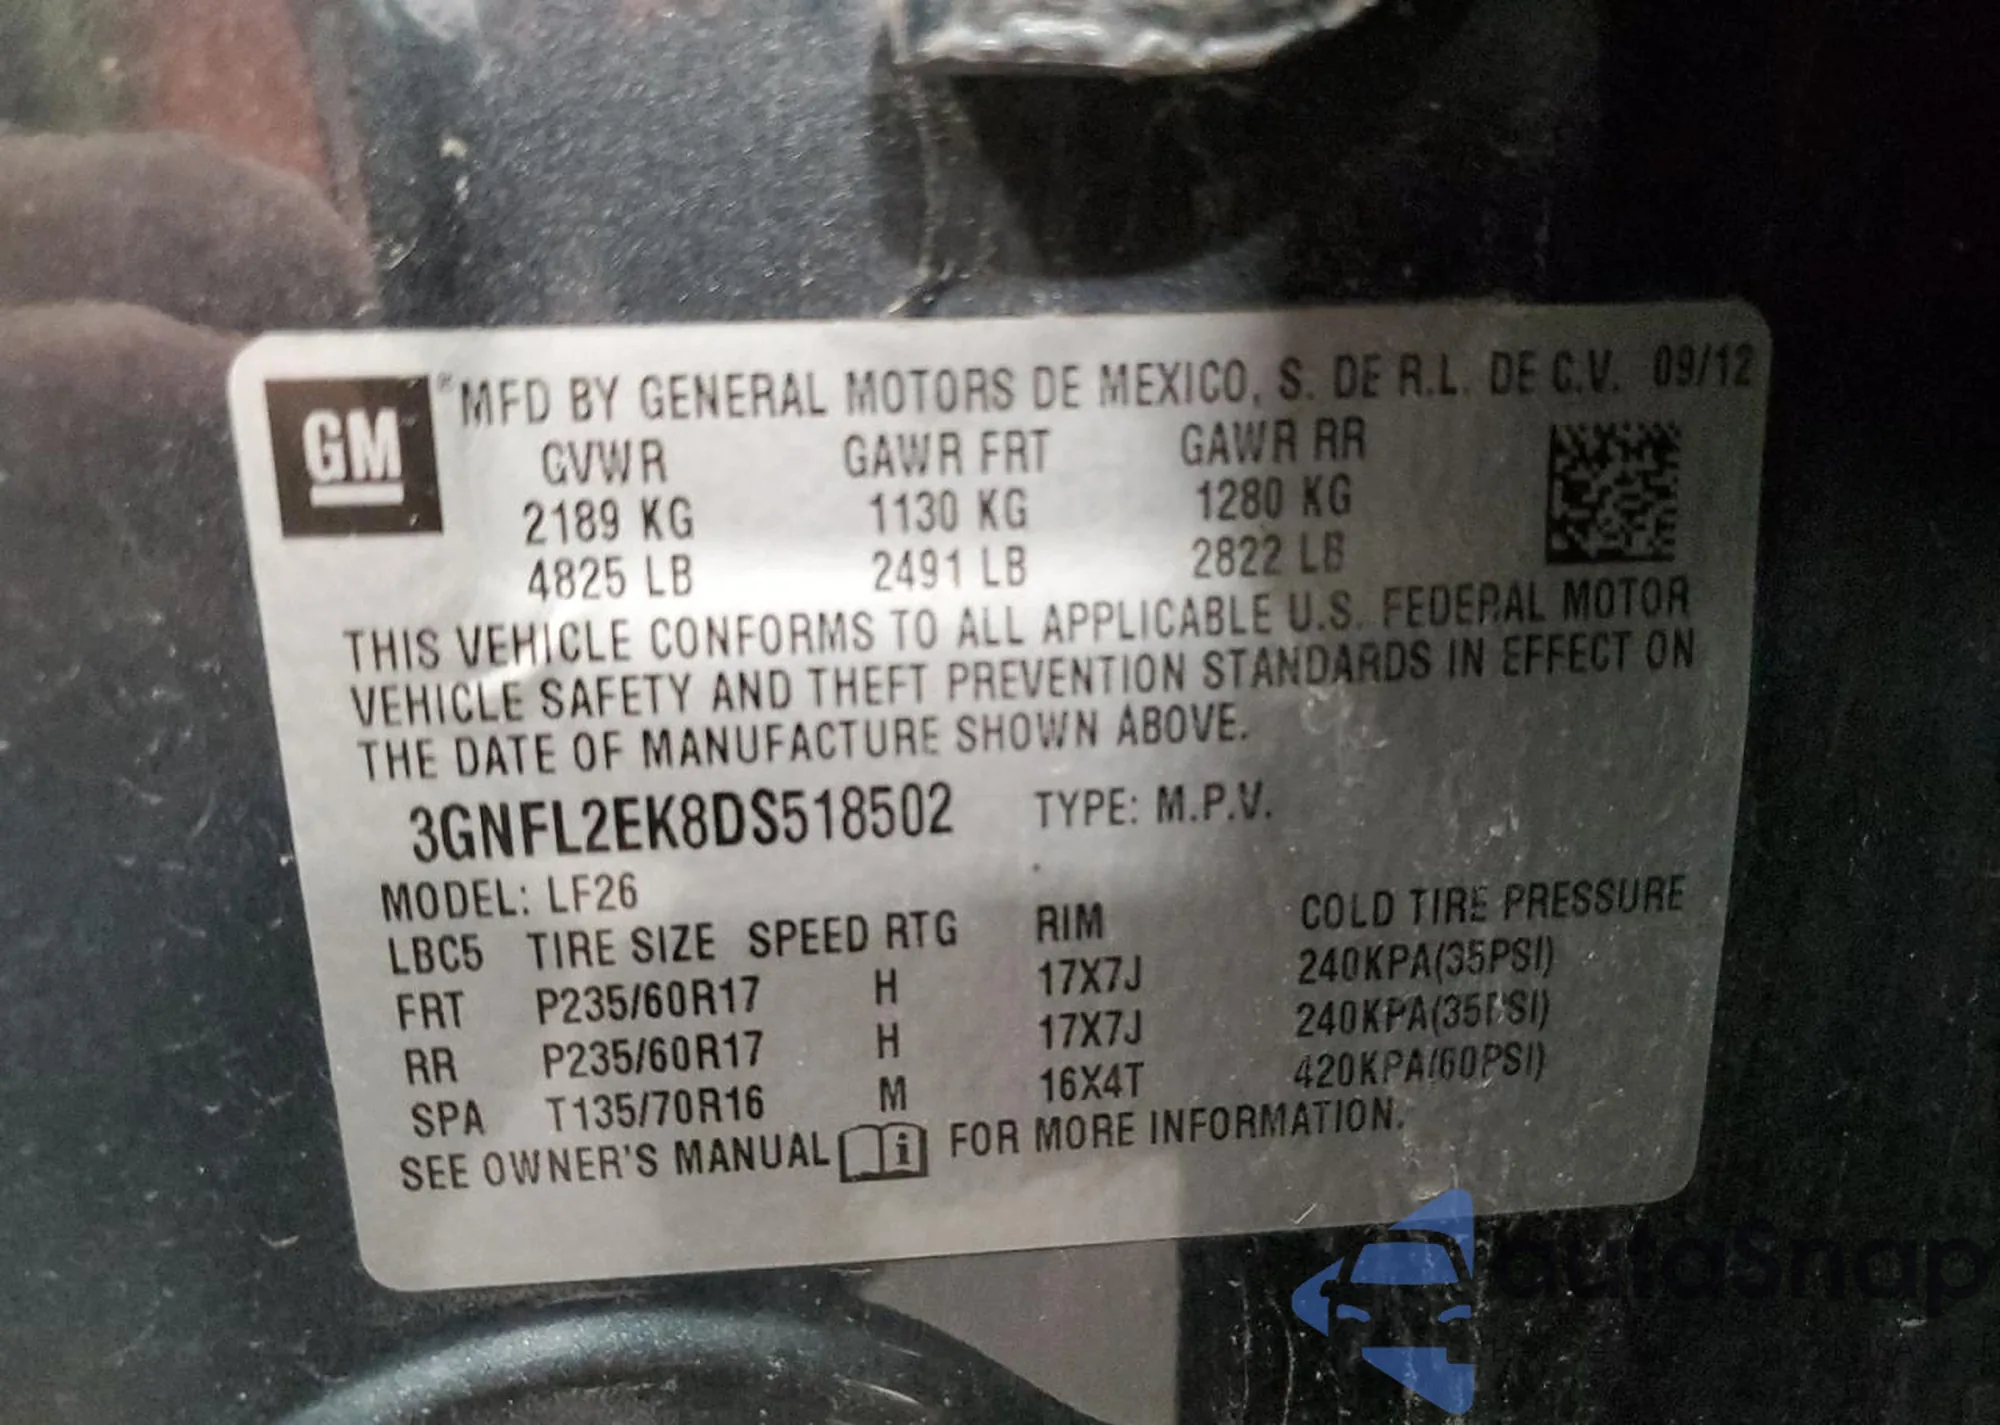 GM
MFD BY GENERAL MOTORS DE MEXICO, S. DE R.L. DE C.V. 09/12
GVWR GAWR FRT GAWR RR
2189 KG 1130 KG 1280 KG
4825 LB 2491 LB 2822 LB
THIS VEHICLE CONFORMS TO ALL APPLICABLE U.S. FEDERAL MOTOR
VEHICLE SAFETY AND THEFT PREVENTION STANDARDS IN EFFECT ON
THE DATE OF MANUFACTURE SHOWN ABOVE.
3GNFL2EK8DS518502 TYPE: M.P.V.
MODEL: LF26
LBC5 TIRE SIZE SPEED RTG RIM COLD TIRE PRESSURE
FRT P235/60R17 H 17X7J 240KPA(35PSI)
RR P235/60R17 H 17X7J 240KPA(35PSI)
SPA T135/70R16 M 16X4T 420KPA(60PSI)
SEE OWNER'S MANUAL i FOR MORE INFORMATION.
autaSnap